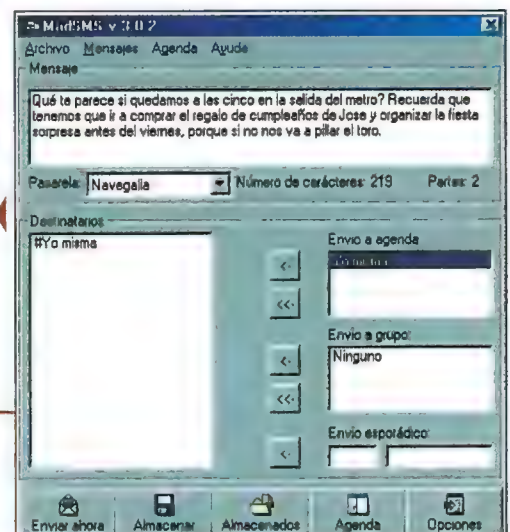 MadSMS v 3.0.2
Archivo Mensajes Agenda Ayuda
Mensaje
Qué te parece si quedamos a las cinco en la salida del metro? Recuerda que
tenemos que ir a comprar el regalo de cumpleaños de Jose y organizar la fiesta
sorpresa antes del viernes, porque si no nos va a pillar el toro.
Pasarela: Navegalia Número de carácteres: 219 Partes: 2
Destinatarios
#Yo misma
Envío a agenda
Envío a grupo:
Ninguno
Envío esporádico:
<-
<<-
<-
<<-
<-
Enviar ahora Almacenar Almacenados Agenda Opciones